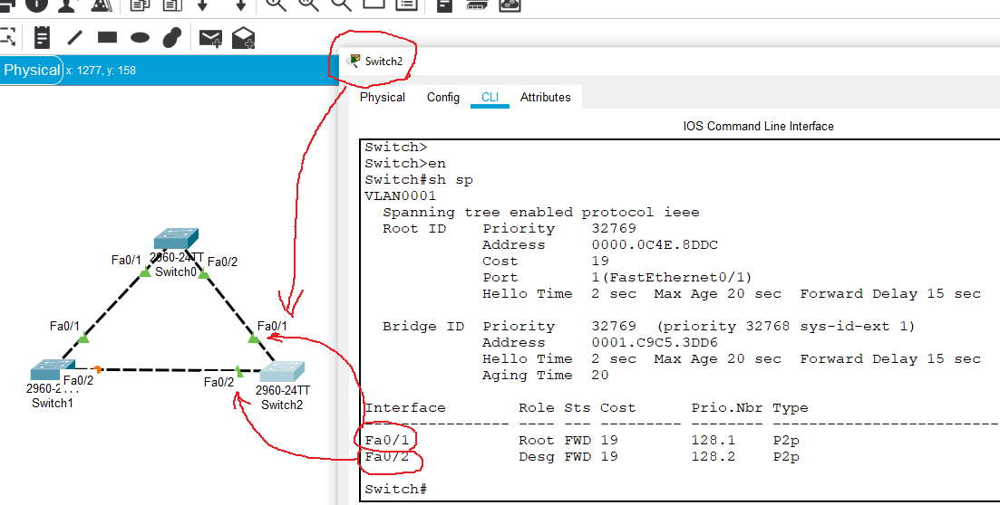 Physical x: 1277, y: 158
Switch2
Physical Config CLI Attributes
IOS Command Line Interface
Switch>
Switch>en
Switch#sh sp
VLAN0001
Spanning tree enabled protocol ieee
Root ID Priority 32769
Address 0000.0C4E.8DDC
Cost 19
Port 1(FastEthernet0/1)
Hello Time 2 sec Max Age 20 sec Forward Delay 15 sec
Bridge ID Priority 32769 (priority 32768 sys-id-ext 1)
Address 0001.C9C5.3DD6
Hello Time 2 sec Max Age 20 sec Forward Delay 15 sec
Aging Time 20
Interface Role Sts Cost Prio.Nbr Type
---------------- ---- --- --------- -------- --------------------------
Fa0/1 Root FWD 19 128.1 P2p
Fa0/2 Desg FWD 19 128.2 P2p
Switch#
Fa0/1 2960-24TT Fa0/2
Switch0
Fa0/1 Fa0/1
Fa0/2 Fa0/2
2960-2 2960-24TT
Switch1 Switch2